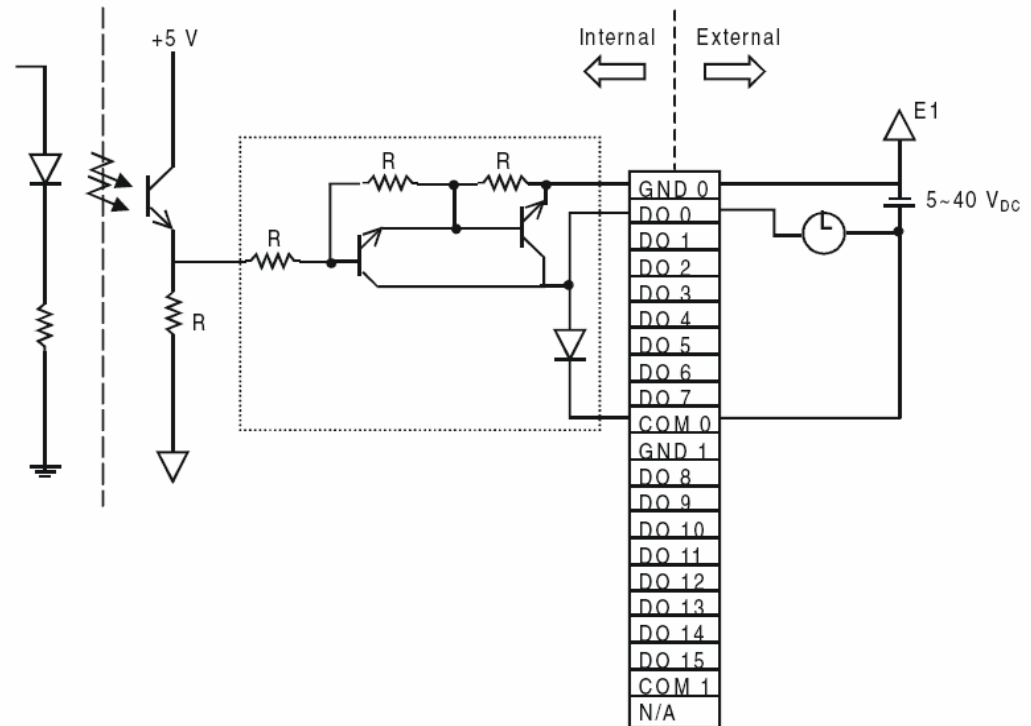 Internal External
+5 V
E1
R R
5~40 VDC
R
R
GND 0
DO 0
DO 1
DO 2
DO 3
DO 4
DO 5
DO 6
DO 7
COM 0
GND 1
DO 8
DO 9
DO 10
DO 11
DO 12
DO 13
DO 14
DO 15
COM 1
N/A